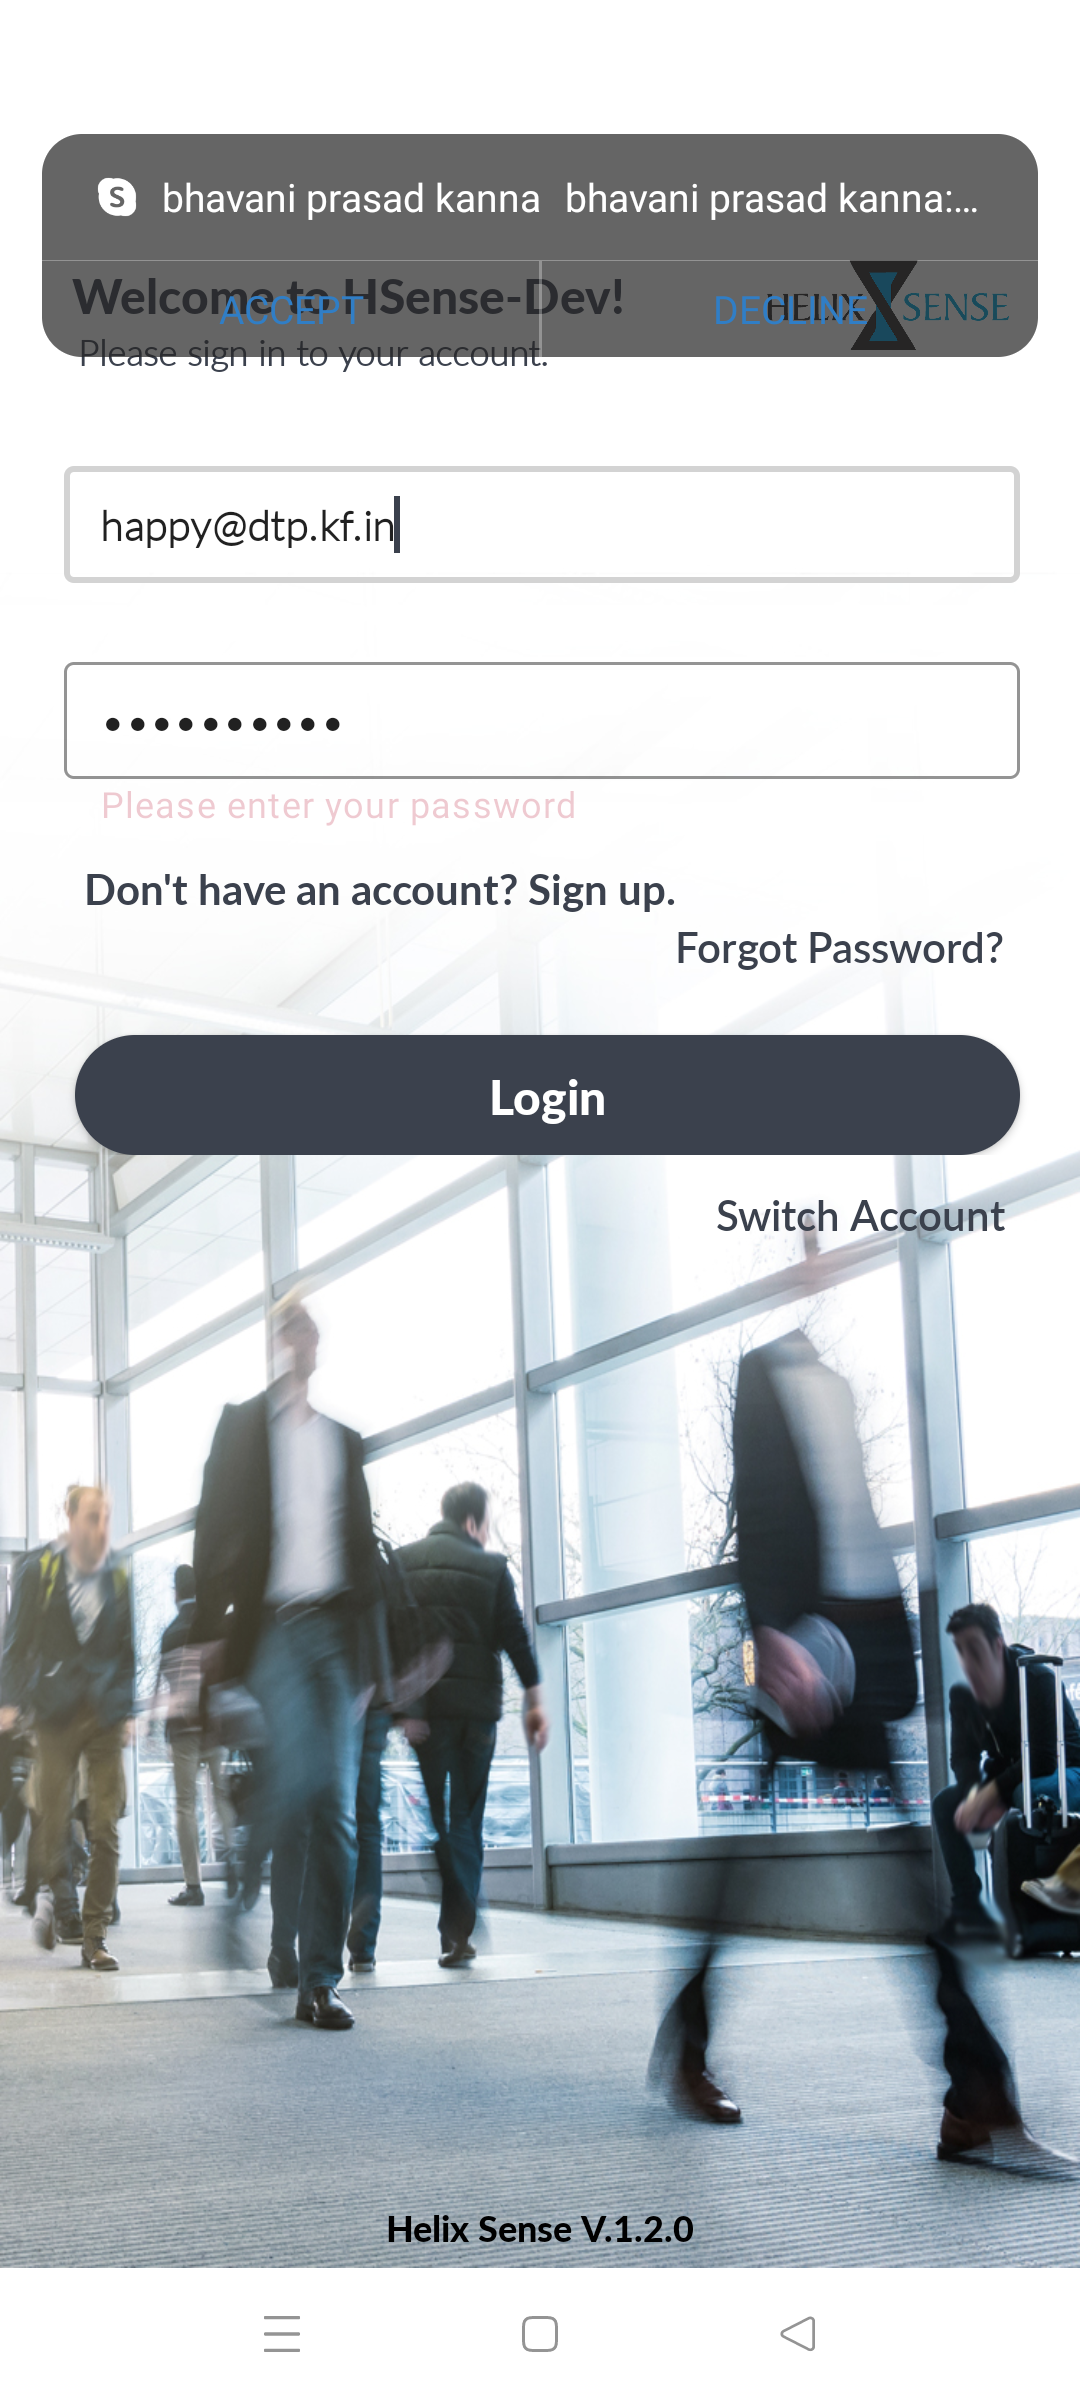 bhavani prasad kanna bhavani prasad kanna:...
Welcome to HSense-Dev!
ACCEPT
DECLINE
HELIX SENSE
Please sign in to your account.
happy@dtp.kf.in
••••••••••
Please enter your password
Don't have an account? Sign up.
Forgot Password?
Login
Switch Account
Helix Sense V.1.2.0